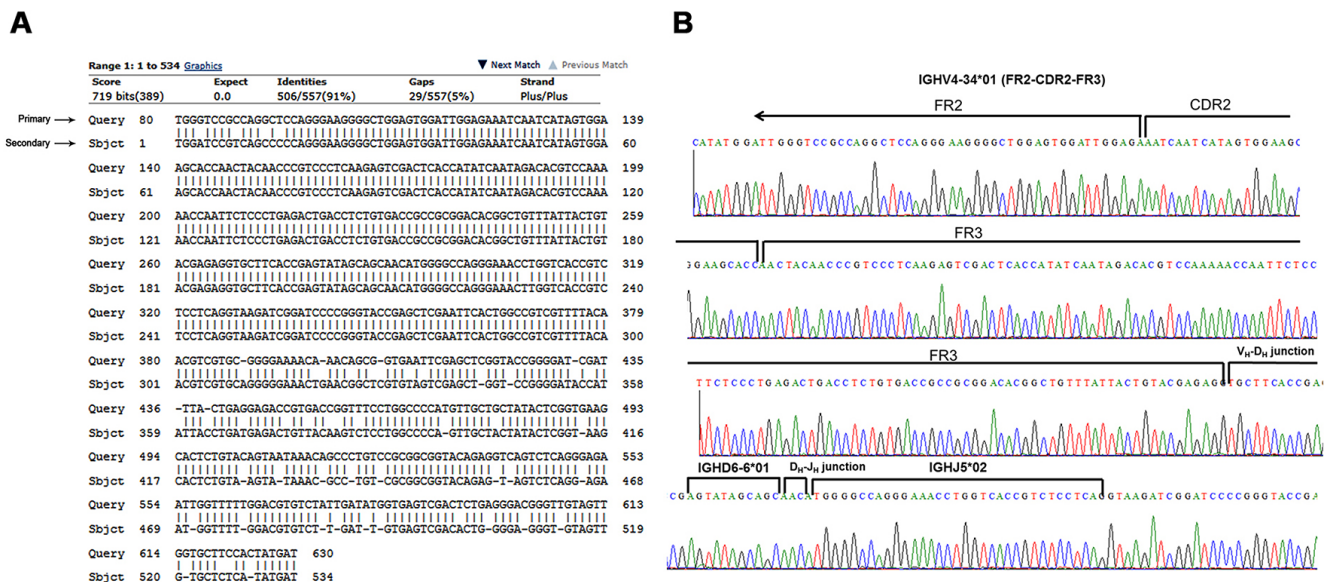 A
Range 1: 1 to 534 Graphics
Next Match
Previous Match
Score Expect Identities Gaps Strand
719 bits(389) 0.0 506/557(91%) 29/557(5%) Plus/Plus
Primary
Query 80 TGGGTCCGCCAGGCTCCAGGGAAGGGGCTGGAGTGGATTGGAGAAATCAATCATAGTGGA 139
Secondary
Sbjct 1 TGGATCCGTCAGCCCCCAGGGAAGGGGCTGGAGTGGATTGGAGAAATCAATCATAGTGGA 60
Query 140 AGCACCAACTACAACCCGTCCCTCAAGAGTCGACTCACCATATCAATAGACACGTCCAAA 199
Sbjct 61 AGCACCAACTACAACCCGTCCCTCAAGAGTCGACTCACCATATCAATAGACACGTCCAAA 120
Query 200 AACCAATTCTCCCTGAGACTGACCTCTGTGACCGCCGCGGACACGGCTGTTTATTACTGT 259
Sbjct 121 AACCAATTCTCCCTGAGACTGACCTCTGTGACCGCCGCGGACACGGCTGTTTATTACTGT 180
Query 260 ACGAGAGGTGCTTCACCGAGTATAGCAGCAACATGGGGCCAGGGAAACCTGGTCACCGTC 319
Sbjct 181 ACGAGAGGTGCTTCACCGAGTATAGCAGCAACATGGGGCCAGGGAAACTTGGTCACCGTC 240
Query 320 TCCTCAGGTAAGATCGGATCCCCGGGTACCGAGCTCGAATTCACTGGCCGTCGTTTTACA 379
Sbjct 241 TCCTCAGGTAAGATCGGATCCCCGGGTACCGAGCTCGAATTCACTGGCCGTCGTTTTACA 300
Query 380 ACGTCGTGC-GGGGAAAACA-AACAGCG-GTGAATTCGAGCTCGGTACCGGGGAT-CGAT 435
Sbjct 301 ACGTCGTGCAGGGGGAAACTGAACGGCTCGTGTAGTCGAGCT-GGT-CCGGGGATACCAT 358
Query 436 -TTA-CTGAGGAGACCGTGACCGGTTTCCTGGCCCCATGTTGCTGCTATACTCGGTGAAG 493
Sbjct 359 ATTACCTGATGAGACTGTTACAAGTCTCCTGGCCCCA-GTTGCTACTATACTCGGT-AAG 416
Query 494 CACTCTGTACAGTAATAAACAGCCCTGTCCGCGGCGGTACAGAGGTCAGTCTCAGGGAGA 553
Sbjct 417 CACTCTGTA-AGTA-TAAAC-GCC-TGT-CGCGGCGGTACAGAG-T-AGTCTCAGG-AGA 468
Query 554 ATTGGTTTTTGGACGTGTCTATTGATATGGTGAGTCGACTCTGAGGGACGGGTTGTAGTT 613
Sbjct 469 AT-GGTTTT-GGACGTGTCT-T-GAT-T-GTGAGTCGACACTG-GGGA-GGGT-GTAGTT 519
Query 614 GGTGCTTCCACTATGAT 630
Sbjct 520 G-TGCTCTCA-TATGAT 534
B
IGHV4-34*01 (FR2-CDR2-FR3)
FR2 CDR2
CATATGGATTGGGTCCGCCAGGCTCCAGGGAAGGGGCTGGAGTGGATTGGAGAAATCAATCATAGTGGAAGC
FR3
GGAAGCACCAACTACAACCCGTCCCTCAAGAGTCGACTCACCATATCAATAGACACGTCCAAAAACCAATTCTCC
FR3 VH-DH junction
TTCTCCCTGAGACTGACCTCTGTGACCGCCGCGGACACGGCTGTTTATTACTGTACGAGAGGTGCTTCACCGA
IGHD6-6*01 DH-JH junction IGHJ5*02
CGAGTATAGCAGCAACATGGGGCCAGGGAAACCTGGTCACCGTCTCCTCAGGTAAGATCGGATCCCCGGGTACCGA